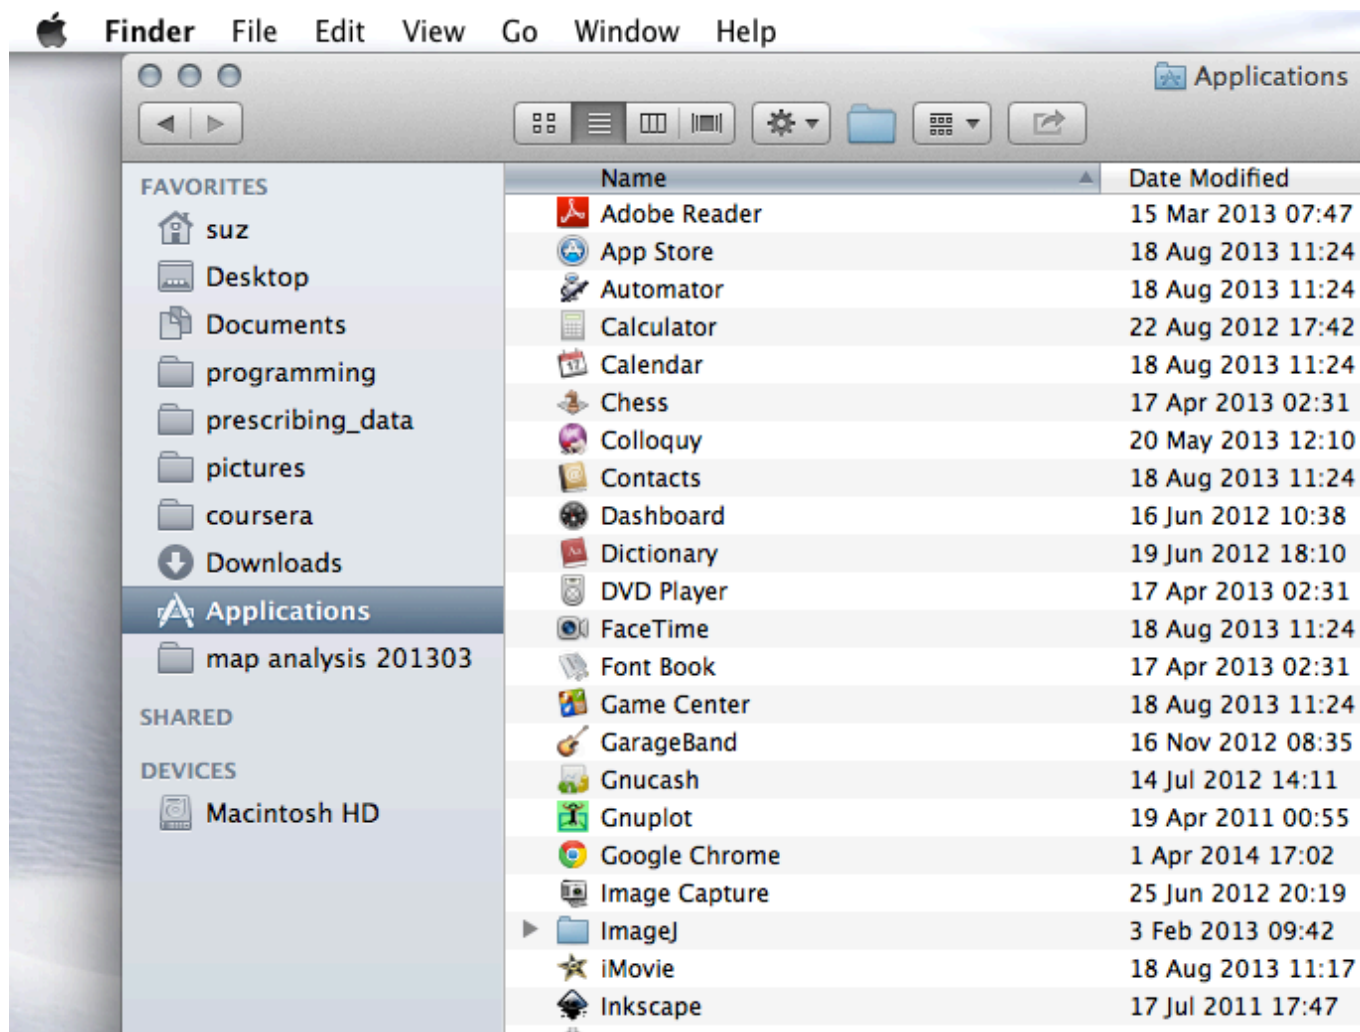 Finder File Edit View Go Window Help
Applications
FAVORITES
suz
Desktop
Documents
programming
prescribing_data
pictures
coursera
Downloads
Applications
map analysis 201303
SHARED
DEVICES
Macintosh HD
Name Date Modified
Adobe Reader 15 Mar 2013 07:47
App Store 18 Aug 2013 11:24
Automator 18 Aug 2013 11:24
Calculator 22 Aug 2012 17:42
Calendar 18 Aug 2013 11:24
Chess 17 Apr 2013 02:31
Colloquy 20 May 2013 12:10
Contacts 18 Aug 2013 11:24
Dashboard 16 Jun 2012 10:38
Dictionary 19 Jun 2012 18:10
DVD Player 17 Apr 2013 02:31
FaceTime 18 Aug 2013 11:24
Font Book 17 Apr 2013 02:31
Game Center 18 Aug 2013 11:24
GarageBand 16 Nov 2012 08:35
Gnucash 14 Jul 2012 14:11
Gnuplot 19 Apr 2011 00:55
Google Chrome 1 Apr 2014 17:02
Image Capture 25 Jun 2012 20:19
ImageJ 3 Feb 2013 09:42
iMovie 18 Aug 2013 11:17
Inkscape 17 Jul 2011 17:47